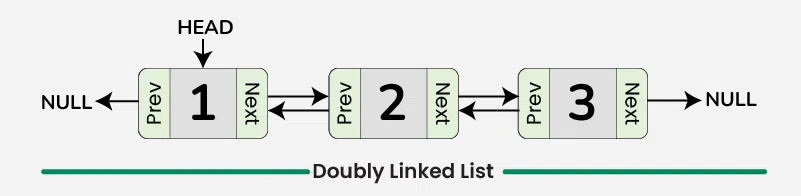 HEAD
NULL Prev 1 Next Prev 2 Next Prev 3 Next NULL
Doubly Linked List